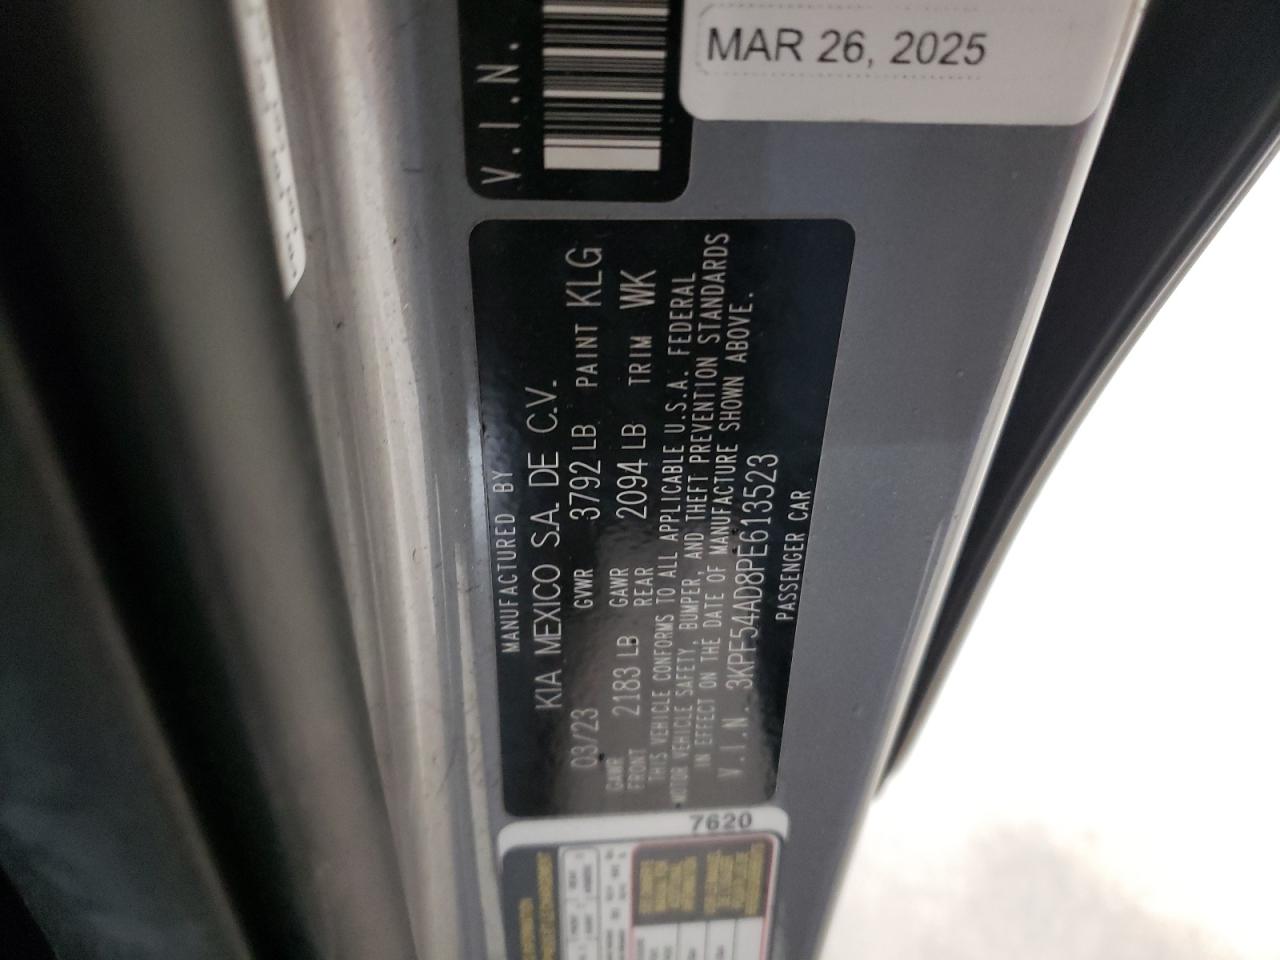 MAR 26, 2025
V.I.N.
MANUFACTURED BY
KIA MEXICO S.A. DE C.V.
03/23 GVWR 3792 LB PAINT KLG
GAWR FRONT 2183 LB GAWR REAR 2094 LB TRIM WK
THIS VEHICLE CONFORMS TO ALL APPLICABLE U.S.A. FEDERAL
MOTOR VEHICLE SAFETY, BUMPER, AND THEFT PREVENTION STANDARDS
IN EFFECT ON THE DATE OF MANUFACTURE SHOWN ABOVE.
V.I.N. 3KPF54AD8PE613523
PASSENGER CAR
7620